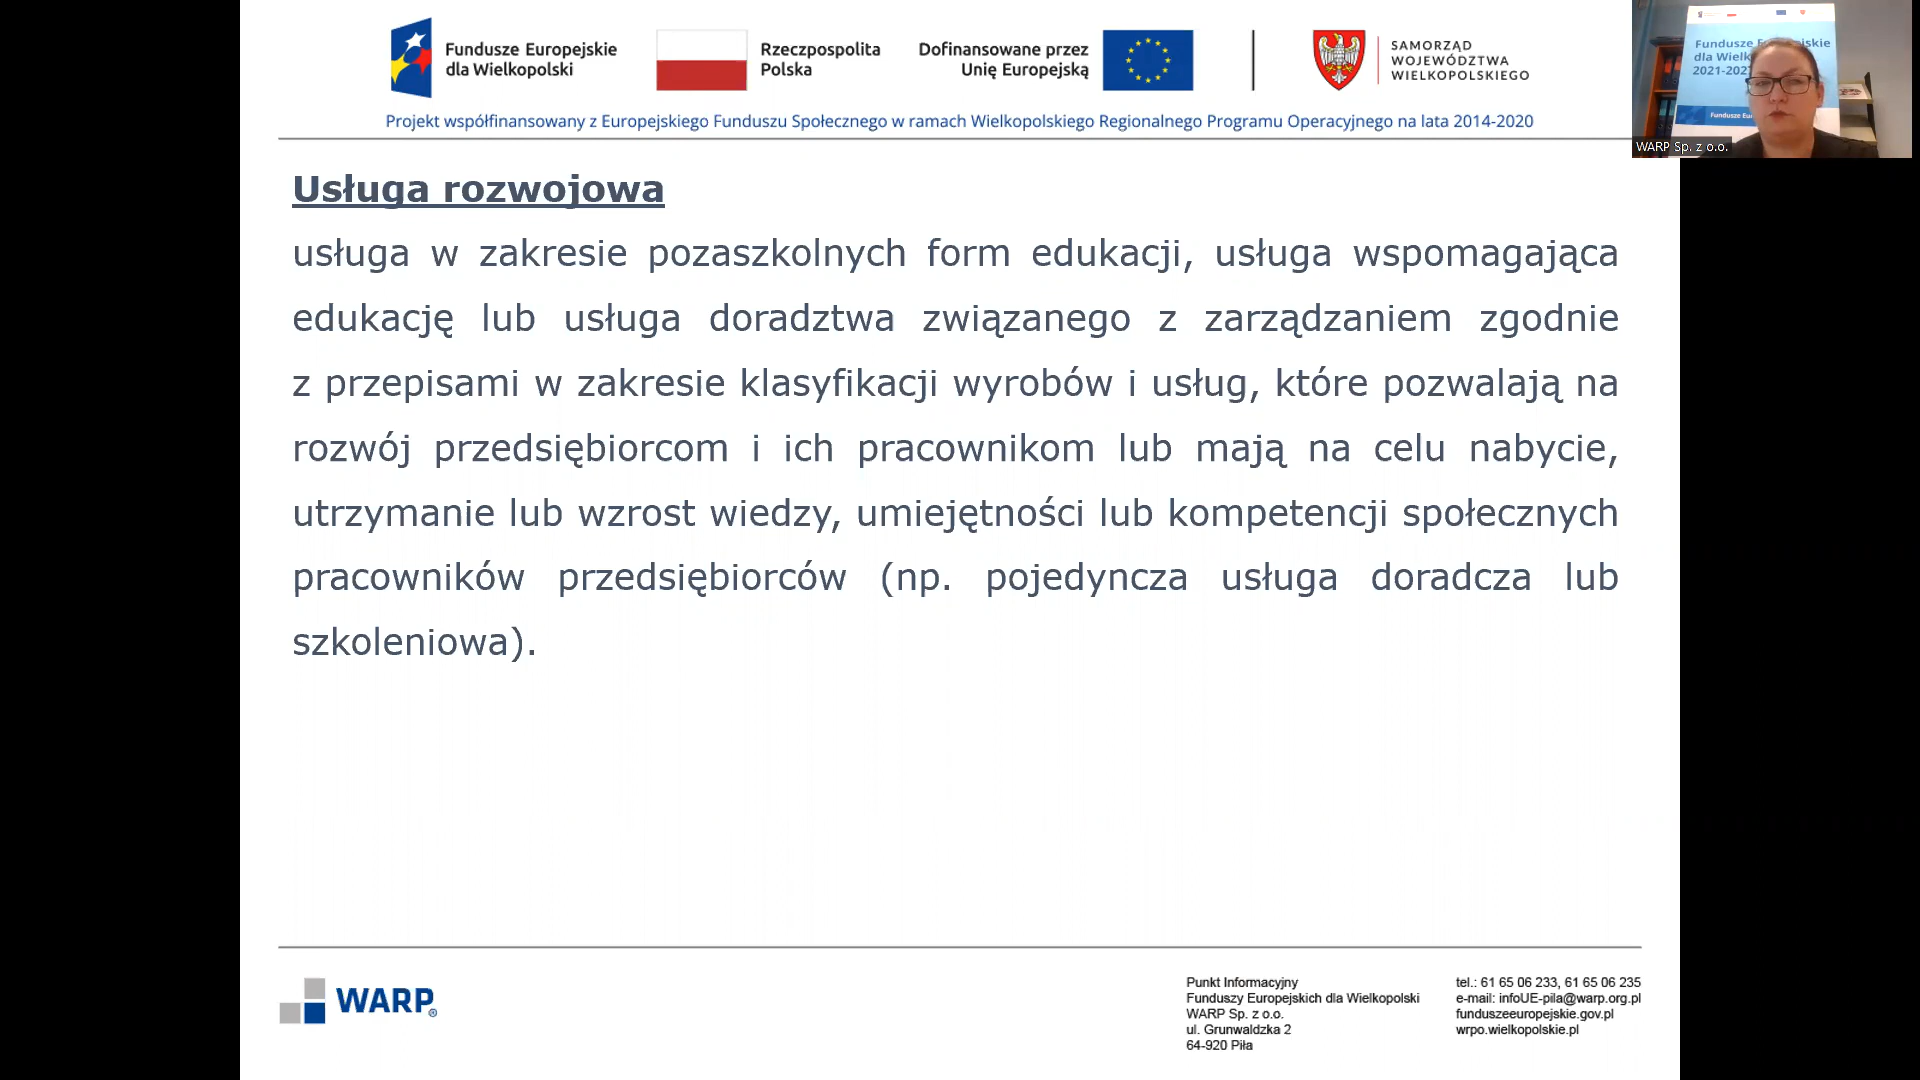 Fundusze Europejskie
dla Wielkopolski
Rzeczpospolita
Polska
Dofinansowane przez
Unię Europejską
SAMORZĄD
WOJEWÓDZTWA
WIELKOPOLSKIEGO
Projekt współfinansowany z Europejskiego Funduszu Społecznego w ramach Wielkopolskiego Regionalnego Programu Operacyjnego na lata 2014-2020
WARP Sp. z o.o.
Usługa rozwojowa
usługa w zakresie pozaszkolnych form edukacji, usługa wspomagająca
edukację lub usługa doradztwa związanego z zarządzaniem zgodnie
z przepisami w zakresie klasyfikacji wyrobów i usług, które pozwalają na
rozwój przedsiębiorcom i ich pracownikom lub mają na celu nabycie,
utrzymanie lub wzrost wiedzy, umiejętności lub kompetencji społecznych
pracowników przedsiębiorców (np. pojedyncza usługa doradcza lub
szkoleniowa).
WARP®
Punkt Informacyjny
Funduszy Europejskich dla Wielkopolski
WARP Sp. z o.o.
ul. Grunwaldzka 2
64-920 Piła
tel.: 61 65 06 233, 61 65 06 235
e-mail: infoUE-pila@warp.org.pl
funduszeeuropejskie.gov.pl
wrpo.wielkopolskie.pl